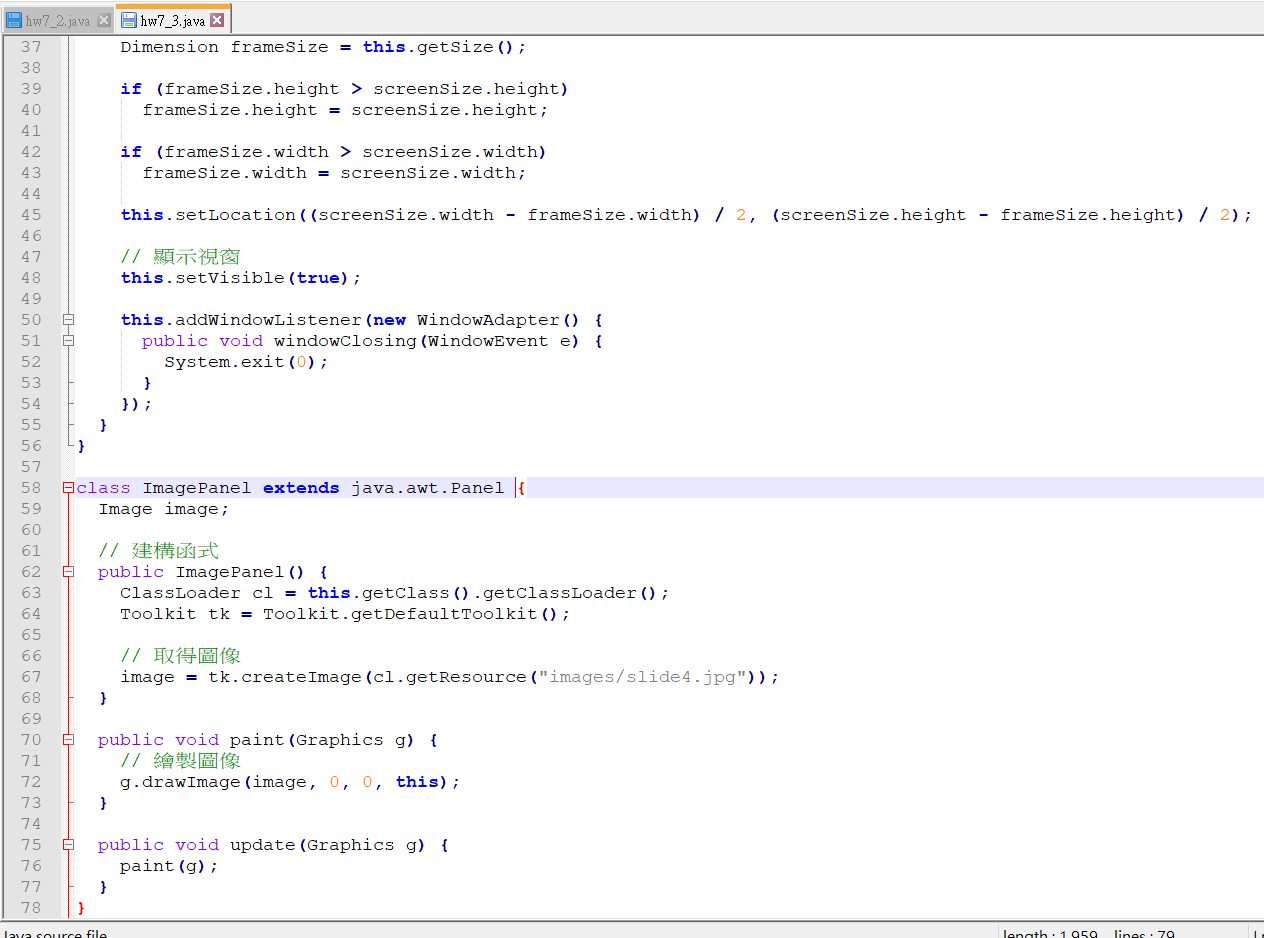 hw7_2.java hw7_3.java
37 Dimension frameSize = this.getSize();
38
39 if (frameSize.height > screenSize.height)
40 frameSize.height = screenSize.height;
41
42 if (frameSize.width > screenSize.width)
43 frameSize.width = screenSize.width;
44
45 this.setLocation((screenSize.width - frameSize.width) / 2, (screenSize.height - frameSize.height) / 2);
46
47 // 顯示視窗
48 this.setVisible(true);
49
50 this.addWindowListener(new WindowAdapter() {
51 public void windowClosing(WindowEvent e) {
52 System.exit(0);
53 }
54 });
55 }
56 }
57
58 class ImagePanel extends java.awt.Panel {
59 Image image;
60
61 // 建構函式
62 public ImagePanel() {
63 ClassLoader cl = this.getClass().getClassLoader();
64 Toolkit tk = Toolkit.getDefaultToolkit();
65
66 // 取得圖像
67 image = tk.createImage(cl.getResource("images/slide4.jpg"));
68 }
69
70 public void paint(Graphics g) {
71 // 繪製圖像
72 g.drawImage(image, 0, 0, this);
73 }
74
75 public void update(Graphics g) {
76 paint(g);
77 }
78 }
Java source file length : 1,959 lines : 79